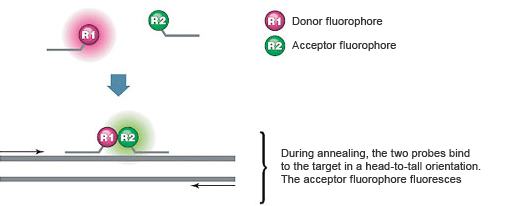 R1
R2
R1 Donor fluorophore
R2 Acceptor fluorophore
R1 R2
During annealing, the two probes bind
to the target in a head-to-tall orientation.
The acceptor fluorophore fluoresces